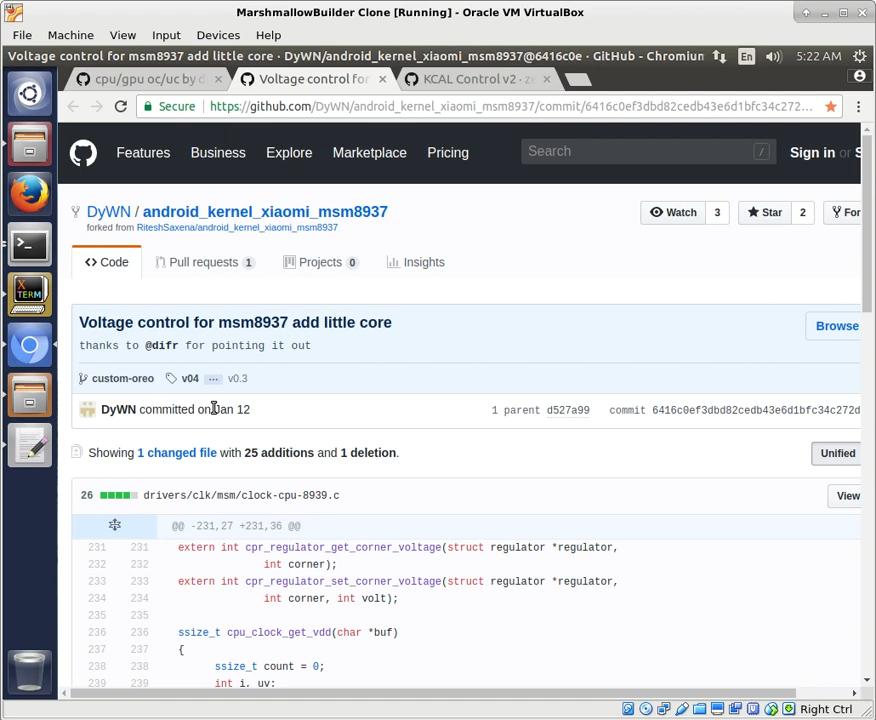 MarshmallowBuilder Clone [Running] - Oracle VM VirtualBox
File Machine View Input Devices Help
Voltage control for msm8937 add little core · DyWN/android_kernel_xiaomi_msm8937@6416c0e · GitHub - Chromium En 5:22 AM
cpu/gpu oc/uc by d × Voltage control for × KCAL Control v2 · ze ×
Secure https://github.com/DyWN/android_kernel_xiaomi_msm8937/commit/6416c0ef3dbd82cedb43e6d1bfc34c272...
Features Business Explore Marketplace Pricing Search / Sign in or S
DyWN / android_kernel_xiaomi_msm8937 Watch 3 Star 2 For
forked from RiteshSaxena/android_kernel_xiaomi_msm8937
<> Code Pull requests 1 Projects 0 Insights
Voltage control for msm8937 add little core Browse
thanks to @difr for pointing it out
custom-oreo v04 ... v0.3
DyWN committed on Jan 12 1 parent d527a99 commit 6416c0ef3dbd82cedb43e6d1bfc34c272d
Showing 1 changed file with 25 additions and 1 deletion. Unified
26 drivers/clk/msm/clock-cpu-8939.c View
@@ -231,27 +231,36 @@
231 231 extern int cpr_regulator_get_corner_voltage(struct regulator *regulator,
232 232 int corner);
233 233 extern int cpr_regulator_set_corner_voltage(struct regulator *regulator,
234 234 int corner, int volt);
235 235
236 236 ssize_t cpu_clock_get_vdd(char *buf)
237 237 {
238 238 ssize_t count = 0;
239 239 int i, uv;
XTERM
Right Ctrl